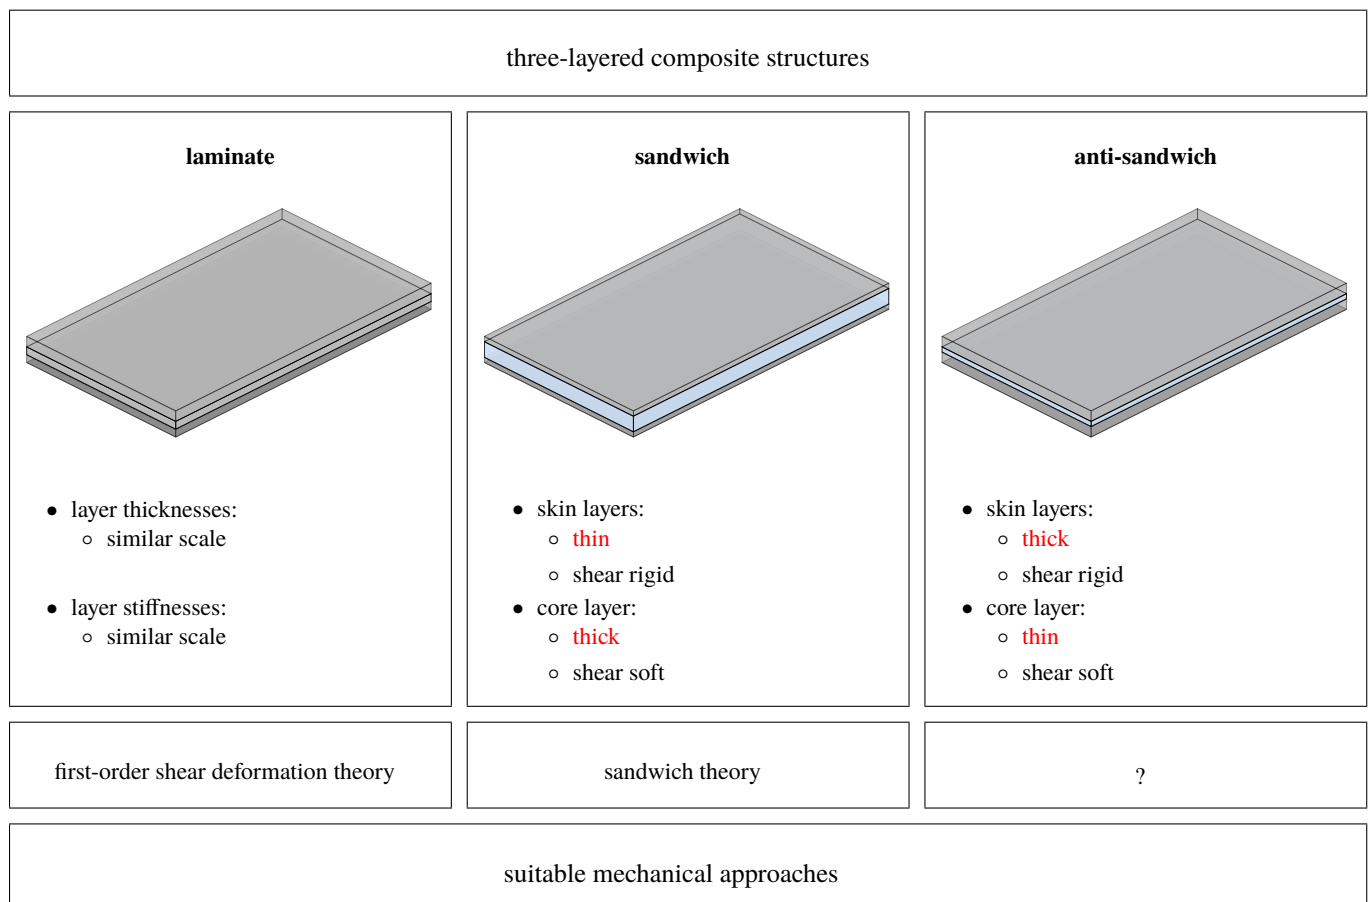 three-layered composite structures
laminate
• layer thicknesses:
◦ similar scale
• layer stiffnesses:
◦ similar scale
first-order shear deformation theory
sandwich
• skin layers:
◦ thin
◦ shear rigid
• core layer:
◦ thick
◦ shear soft
sandwich theory
anti-sandwich
• skin layers:
◦ thick
◦ shear rigid
• core layer:
◦ thin
◦ shear soft
?
suitable mechanical approaches